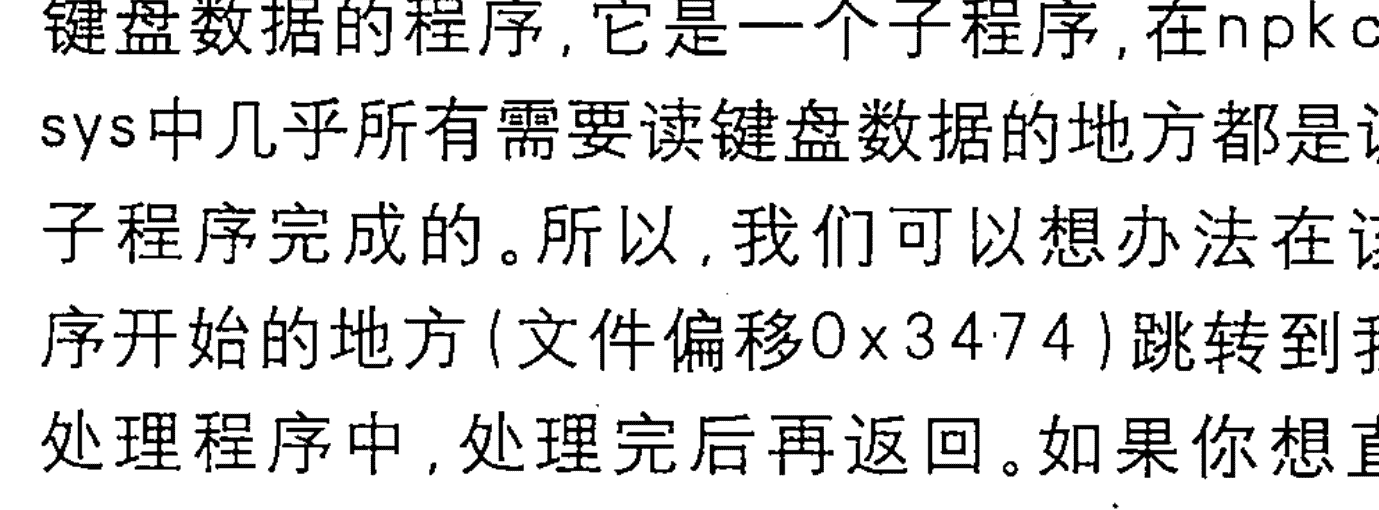 键盘数据的程序,它是一个子程序,在npkc
sys中几乎所有需要读键盘数据的地方都是
子程序完成的。所以,我们可以想办法在
序开始的地方(文件偏移0x3474)跳转到
处理程序中,处理完后再返回。如果你想